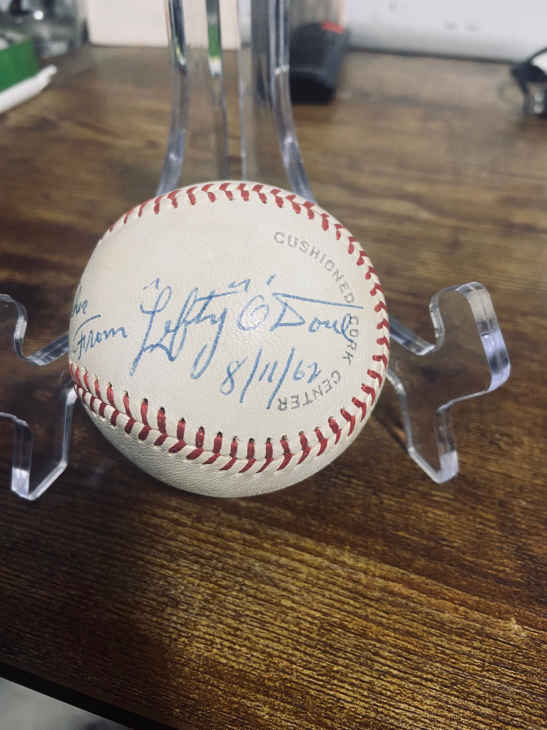 From "Lefty" O'Doul
8/11/62
CUSHIONED CORK CENTER